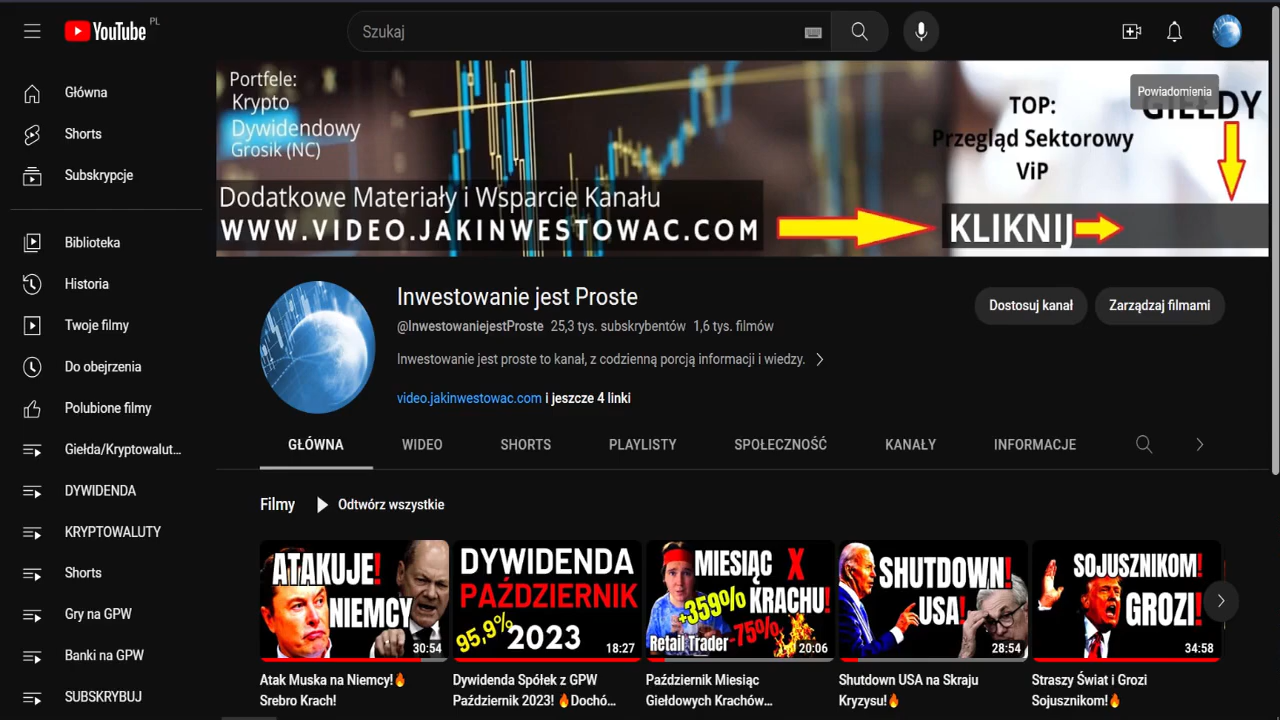 YouTube PL
Szukaj
Główna
Shorts
Subskrypcje
Biblioteka
Historia
Twoje filmy
Do obejrzenia
Polubione filmy
Giełda/Kryptowalut...
DYWIDENDA
KRYPTOWALUTY
Shorts
Gry na GPW
Banki na GPW
SUBSKRYBUJ
Portfele:
Krypto
Dywidendowy
Grosik (NC)
Dodatkowe Materiały i Wsparcie Kanału
WWW.VIDEO.JAKINWESTOWAC.COM
TOP:
Przegląd Sektorowy
ViP
Powiadomienia
GIEŁDY
KLIKNIJ
Inwestowanie jest Proste
@InwestowaniejestProste 25,3 tys. subskrybentów 1,6 tys. filmów
Inwestowanie jest proste to kanał, z codzienną porcją informacji i wiedzy.
video.jakinwestowac.com i jeszcze 4 linki
Dostosuj kanał
Zarządzaj filmami
GŁÓWNA WIDEO SHORTS PLAYLISTY SPOŁECZNOŚĆ KANAŁY INFORMACJE
Filmy Odtwórz wszystkie
ATAKUJE!
NIEMCY
30:54
Atak Muska na Niemcy!🔥
Srebro Krach!
DYWIDENDA
PAŹDZIERNIK
95,9% 2023
18:27
Dywidenda Spółek z GPW
Październik 2023! 🔥Dochó...
MIESIĄC X
+359% KRACHU!
Retail Trader -75%
20:06
Październik Miesiąc
Giełdowych Krachów...
SHUTDOWN!
USA!
28:54
Shutdown USA na Skraju
Kryzysu!🔥
SOJUSZNIKOM!
GROZI!
34:58
Straszy Świat i Grozi
Sojusznikom!🔥